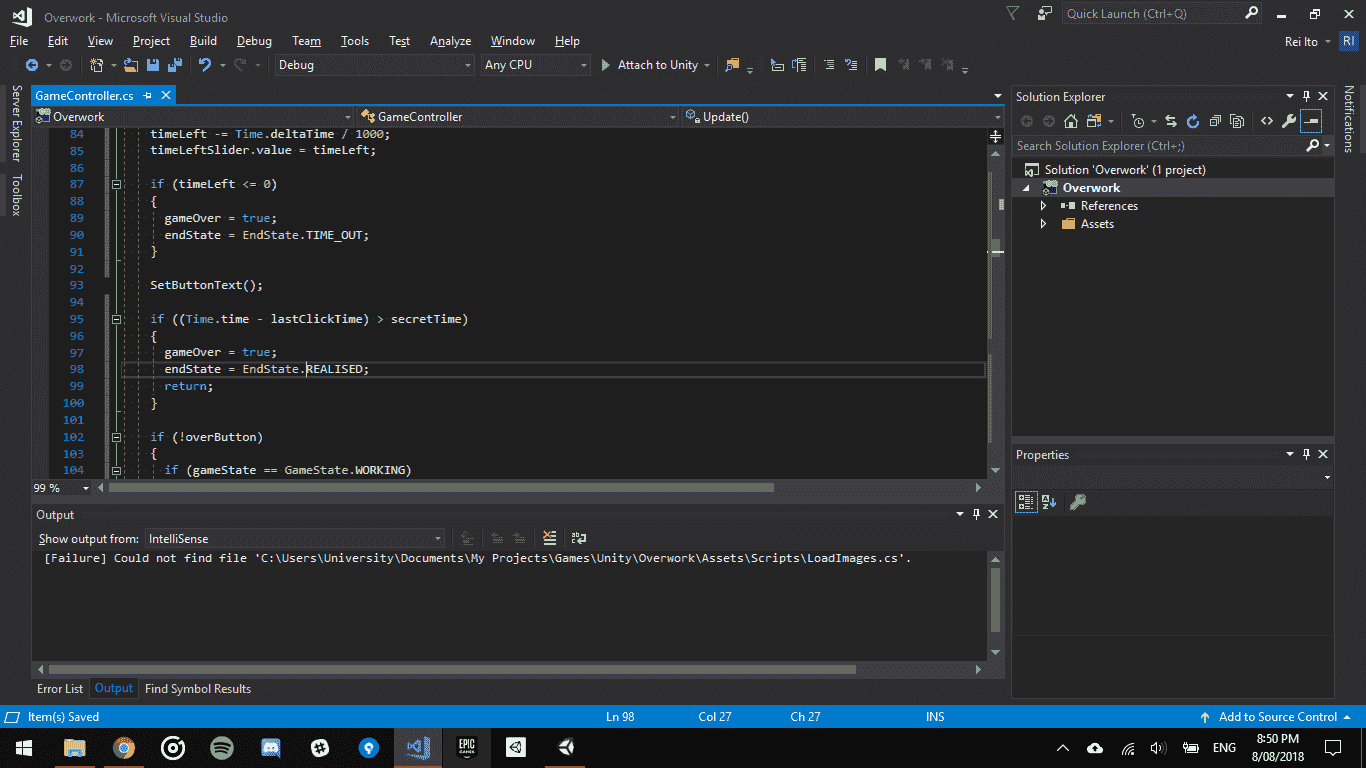 Overwork - Microsoft Visual Studio
Quick Launch (Ctrl+Q)
File Edit View Project Build Debug Team Tools Test Analyze Window Help
Rei Ito RI
Debug Any CPU Attach to Unity
Server Explorer
Toolbox
GameController.cs
Overwork GameController Update()
84 timeLeft -= Time.deltaTime / 1000;
85 timeLeftSlider.value = timeLeft;
86
87 if (timeLeft <= 0)
88 {
89 gameOver = true;
90 endState = EndState.TIME_OUT;
91 }
92
93 SetButtonText();
94
95 if ((Time.time - lastClickTime) > secretTime)
96 {
97 gameOver = true;
98 endState = EndState.REALISED;
99 return;
100 }
101
102 if (!overButton)
103 {
104 if (gameState == GameState.WORKING)
99 %
Output
Show output from: IntelliSense
[Failure] Could not find file 'C:\Users\University\Documents\My Projects\Games\Unity\Overwork\Assets\Scripts\LoadImages.cs'.
Error List Output Find Symbol Results
Solution Explorer
Search Solution Explorer (Ctrl+;)
Solution 'Overwork' (1 project)
Overwork
References
Assets
Properties
Notifications
Item(s) Saved Ln 98 Col 27 Ch 27 INS Add to Source Control
EPIC
GAMES
ENG
8:50 PM
8/08/2018